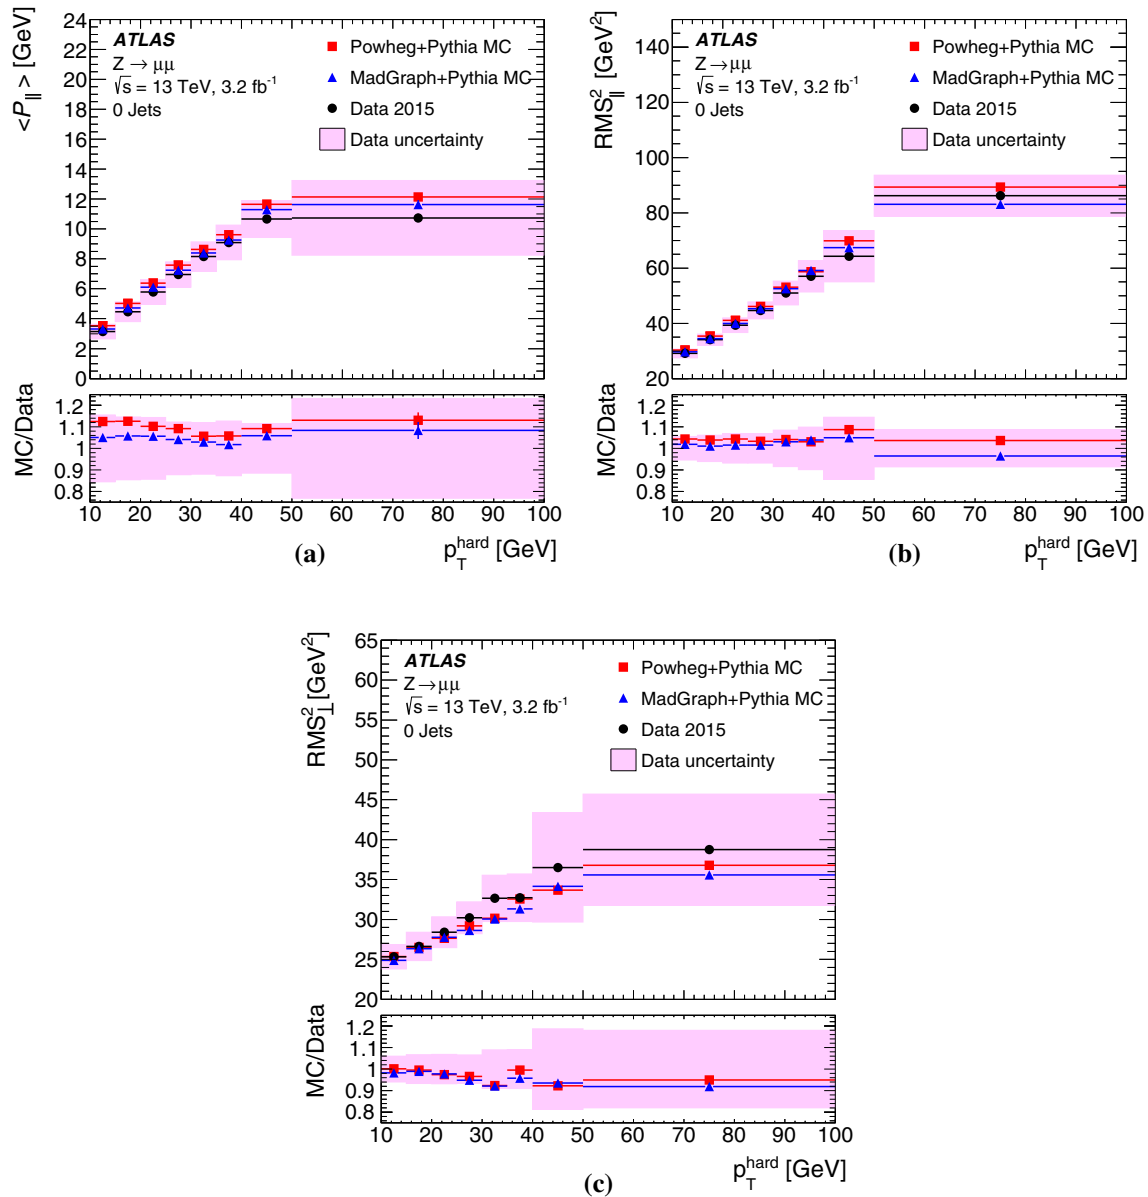 <P∥> [GeV]
24
22
20
18
16
14
12
10
8
6
4
2
0
ATLAS
Z→μμ
√s = 13 TeV, 3.2 fb⁻¹
0 Jets
Powheg+Pythia MC
MadGraph+Pythia MC
Data 2015
Data uncertainty
MC/Data
1.2
1.1
1
0.9
0.8
10 20 30 40 50 60 70 80 90 100
p_T^hard [GeV]
(a)
RMS²∥ [GeV²]
140
120
100
80
60
40
20
ATLAS
Z→μμ
√s = 13 TeV, 3.2 fb⁻¹
0 Jets
Powheg+Pythia MC
MadGraph+Pythia MC
Data 2015
Data uncertainty
MC/Data
1.2
1.1
1
0.9
0.8
10 20 30 40 50 60 70 80 90 100
p_T^hard [GeV]
(b)
RMS²⊥ [GeV²]
65
60
55
50
45
40
35
30
25
20
ATLAS
Z→μμ
√s = 13 TeV, 3.2 fb⁻¹
0 Jets
Powheg+Pythia MC
MadGraph+Pythia MC
Data 2015
Data uncertainty
MC/Data
1.2
1.1
1
0.9
0.8
10 20 30 40 50 60 70 80 90 100
p_T^hard [GeV]
(c)